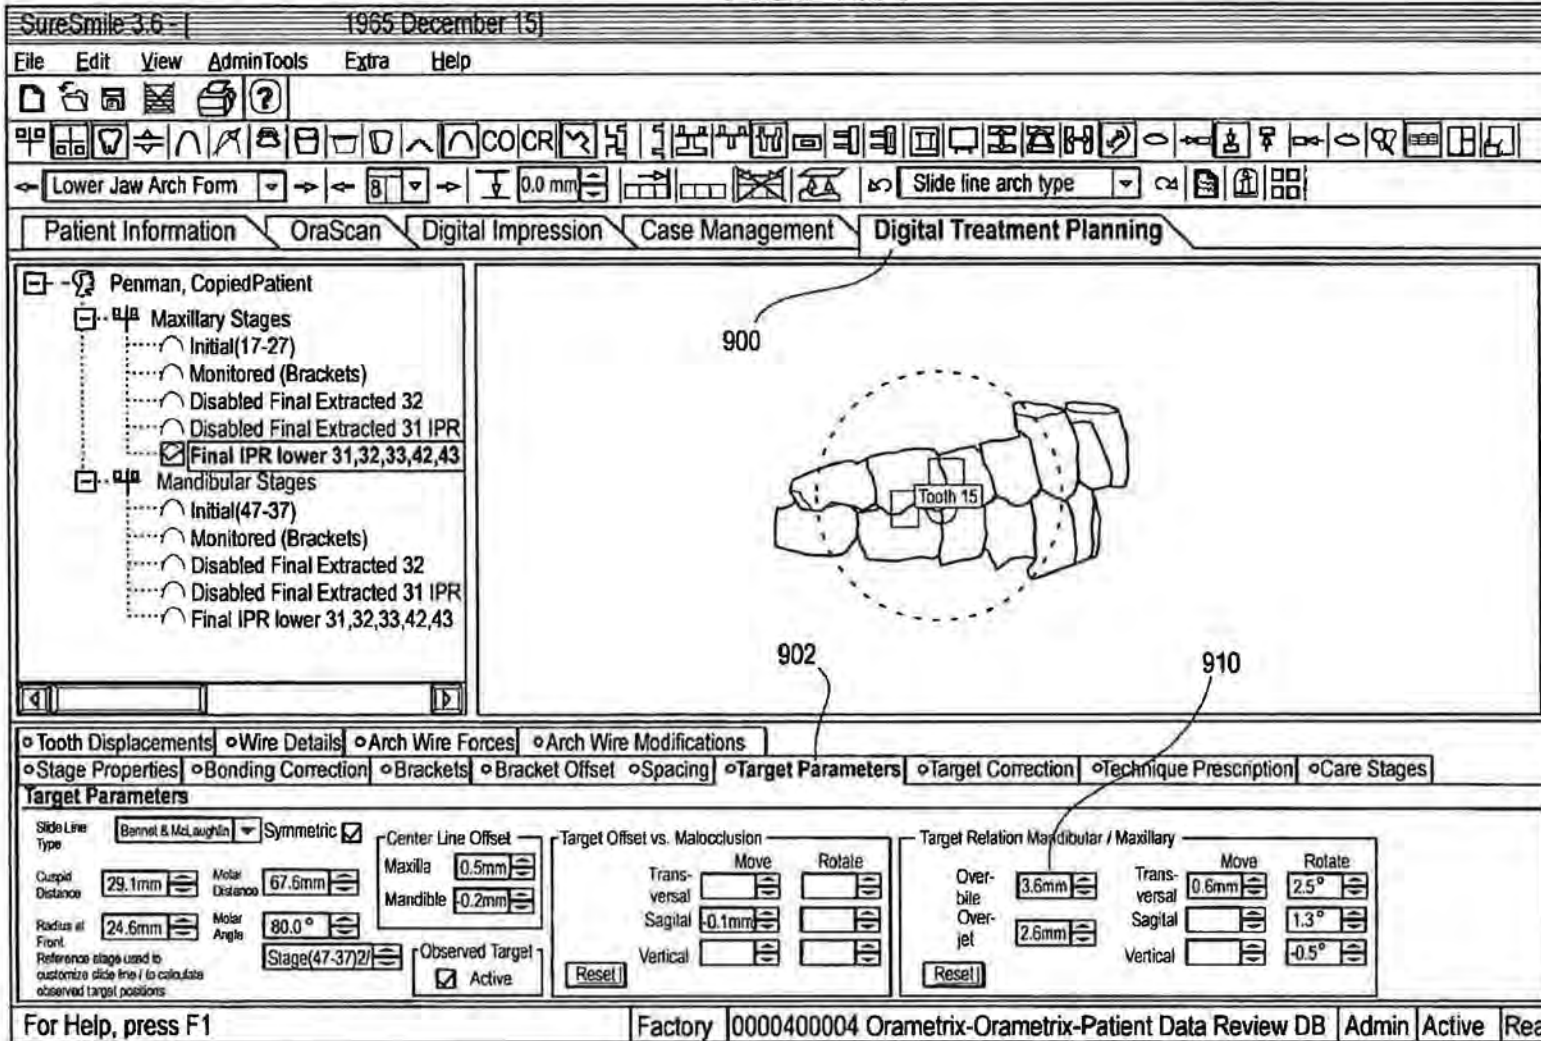 SureSmile 3.6 - [ 1965 December 15]
File Edit View AdminTools Extra Help
?
CO CR
Lower Jaw Arch Form 8 0.0 mm Slide line arch type
Patient Information OraScan Digital Impression Case Management Digital Treatment Planning
Penman, CopiedPatient
Maxillary Stages
Initial(17-27)
Monitored (Brackets)
Disabled Final Extracted 32
Disabled Final Extracted 31 IPR
Final IPR lower 31,32,33,42,43
Mandibular Stages
Initial(47-37)
Monitored (Brackets)
Disabled Final Extracted 32
Disabled Final Extracted 31 IPR
Final IPR lower 31,32,33,42,43
900
Tooth 15
902
910
Tooth Displacements Wire Details Arch Wire Forces Arch Wire Modifications
Stage Properties Bonding Correction Brackets Bracket Offset Spacing Target Parameters Target Correction Technique Prescription Care Stages
Target Parameters
Slide Line
Type
Bennet & McLaughlin Symmetric
Cuspid
Distance
29.1mm
Molar
Distance
67.6mm
Radius at
Front
24.6mm
Molar
Angle
80.0°
Reference stage used to
customize slide line / to calculate
observed target positions
Stage(47-37)2/
Center Line Offset
Maxilla 0.5mm
Mandible -0.2mm
Observed Target
Active
Target Offset vs. Malocclusion
Move Rotate
Trans-
versal
Sagital -0.1mm
Vertical
Reset
Target Relation Mandibular / Maxillary
Over-
bite
3.6mm
Over-
jet
2.6mm
Move Rotate
Trans-
versal
0.6mm 2.5°
Sagital 1.3°
Vertical -0.5°
Reset
For Help, press F1 Factory 0000400004 Orametrix-Orametrix-Patient Data Review DB Admin Active Rea